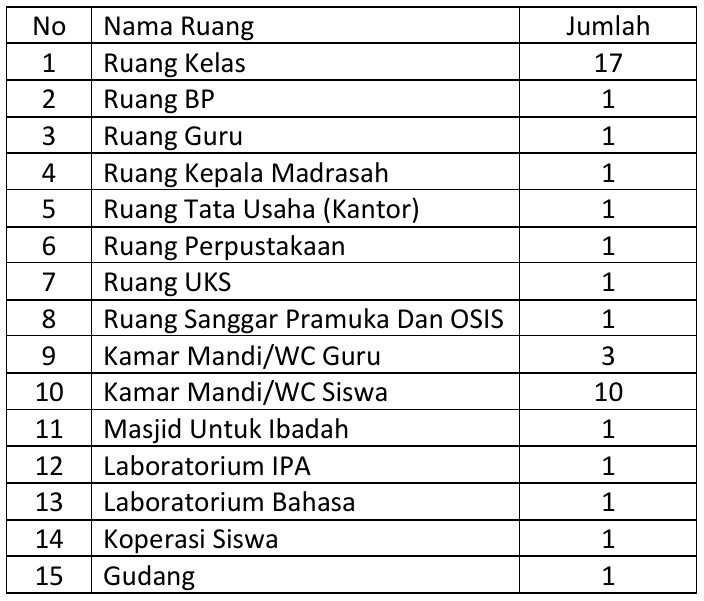 No Nama Ruang Jumlah
1 Ruang Kelas 17
2 Ruang BP 1
3 Ruang Guru 1
4 Ruang Kepala Madrasah 1
5 Ruang Tata Usaha (Kantor) 1
6 Ruang Perpustakaan 1
7 Ruang UKS 1
8 Ruang Sanggar Pramuka Dan OSIS 1
9 Kamar Mandi/WC Guru 3
10 Kamar Mandi/WC Siswa 10
11 Masjid Untuk Ibadah 1
12 Laboratorium IPA 1
13 Laboratorium Bahasa 1
14 Koperasi Siswa 1
15 Gudang 1